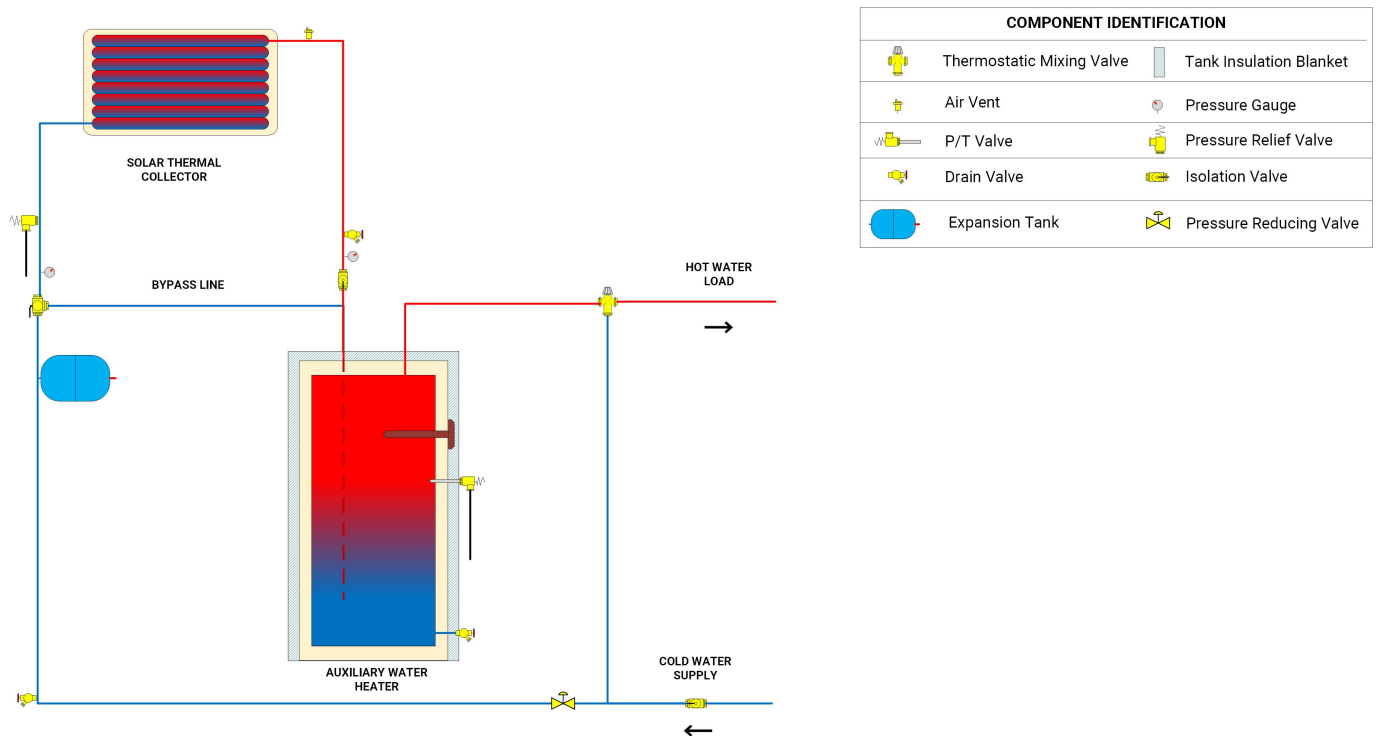 COMPONENT IDENTIFICATION
Thermostatic Mixing Valve
Tank Insulation Blanket
Air Vent
Pressure Gauge
P/T Valve
Pressure Relief Valve
Drain Valve
Isolation Valve
Expansion Tank
Pressure Reducing Valve
SOLAR THERMAL
COLLECTOR
BYPASS LINE
HOT WATER
LOAD
AUXILIARY WATER
HEATER
COLD WATER
SUPPLY